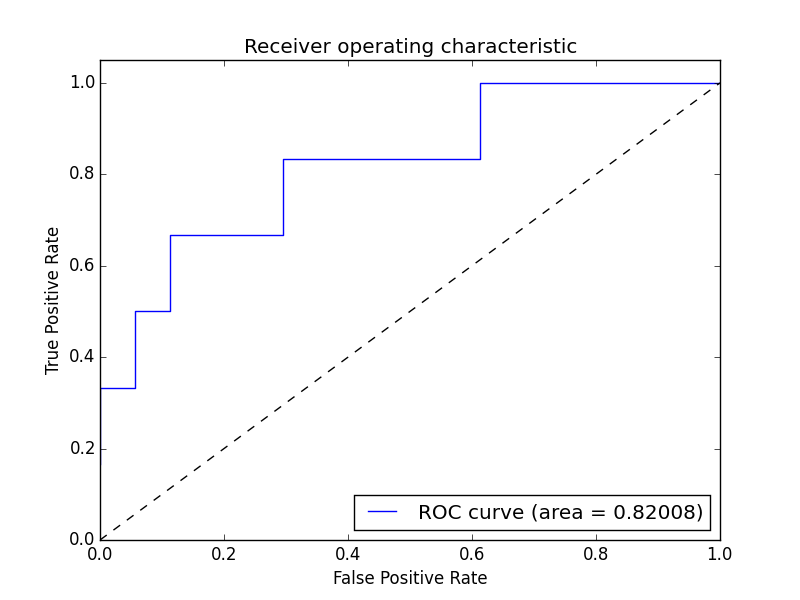 Receiver operating characteristic
True Positive Rate
1.0
0.8
0.6
0.4
0.2
0.0
ROC curve (area = 0.82008)
0.0 0.2 0.4 0.6 0.8 1.0
False Positive Rate